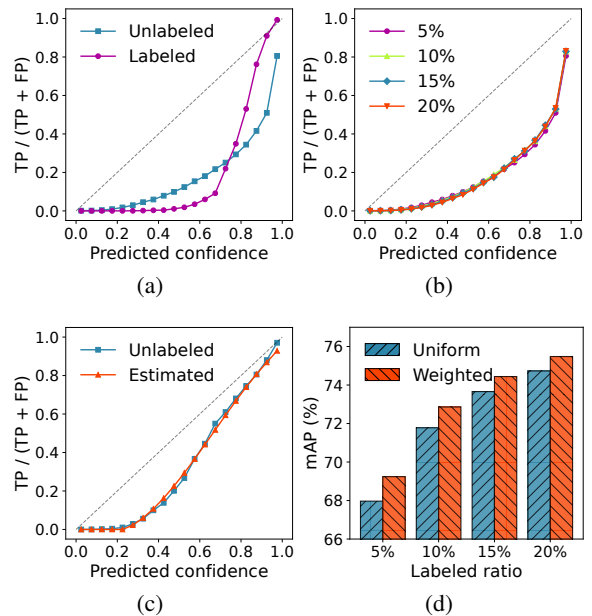 TP / (TP + FP)
1.0
0.8
0.6
0.4
0.2
0.0
Unlabeled
Labeled
0.0 0.2 0.4 0.6 0.8 1.0
Predicted confidence
(a)
TP / (TP + FP)
1.0
0.8
0.6
0.4
0.2
0.0
5%
10%
15%
20%
0.0 0.2 0.4 0.6 0.8 1.0
Predicted confidence
(b)
TP / (TP + FP)
1.0
0.8
0.6
0.4
0.2
0.0
Unlabeled
Estimated
0.0 0.2 0.4 0.6 0.8 1.0
Predicted confidence
(c)
mAP (%)
76
74
72
70
68
66
Uniform
Weighted
5% 10% 15% 20%
Labeled ratio
(d)